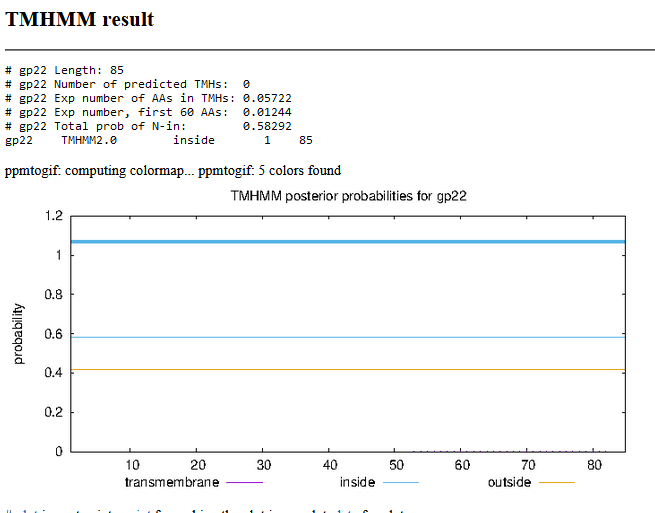 TMHMM result
# gp22 Length: 85
# gp22 Number of predicted TMHs:  0
# gp22 Exp number of AAs in TMHs: 0.05722
# gp22 Exp number, first 60 AAs:  0.01244
# gp22 Total prob of N-in:        0.58292
gp22    TMHMM2.0        inside       1    85
ppmtogif: computing colormap... ppmtogif: 5 colors found
TMHMM posterior probabilities for gp22
1.2
1
0.8
0.6
0.4
0.2
0
probability
10 20 30 40 50 60 70 80
transmembrane inside outside